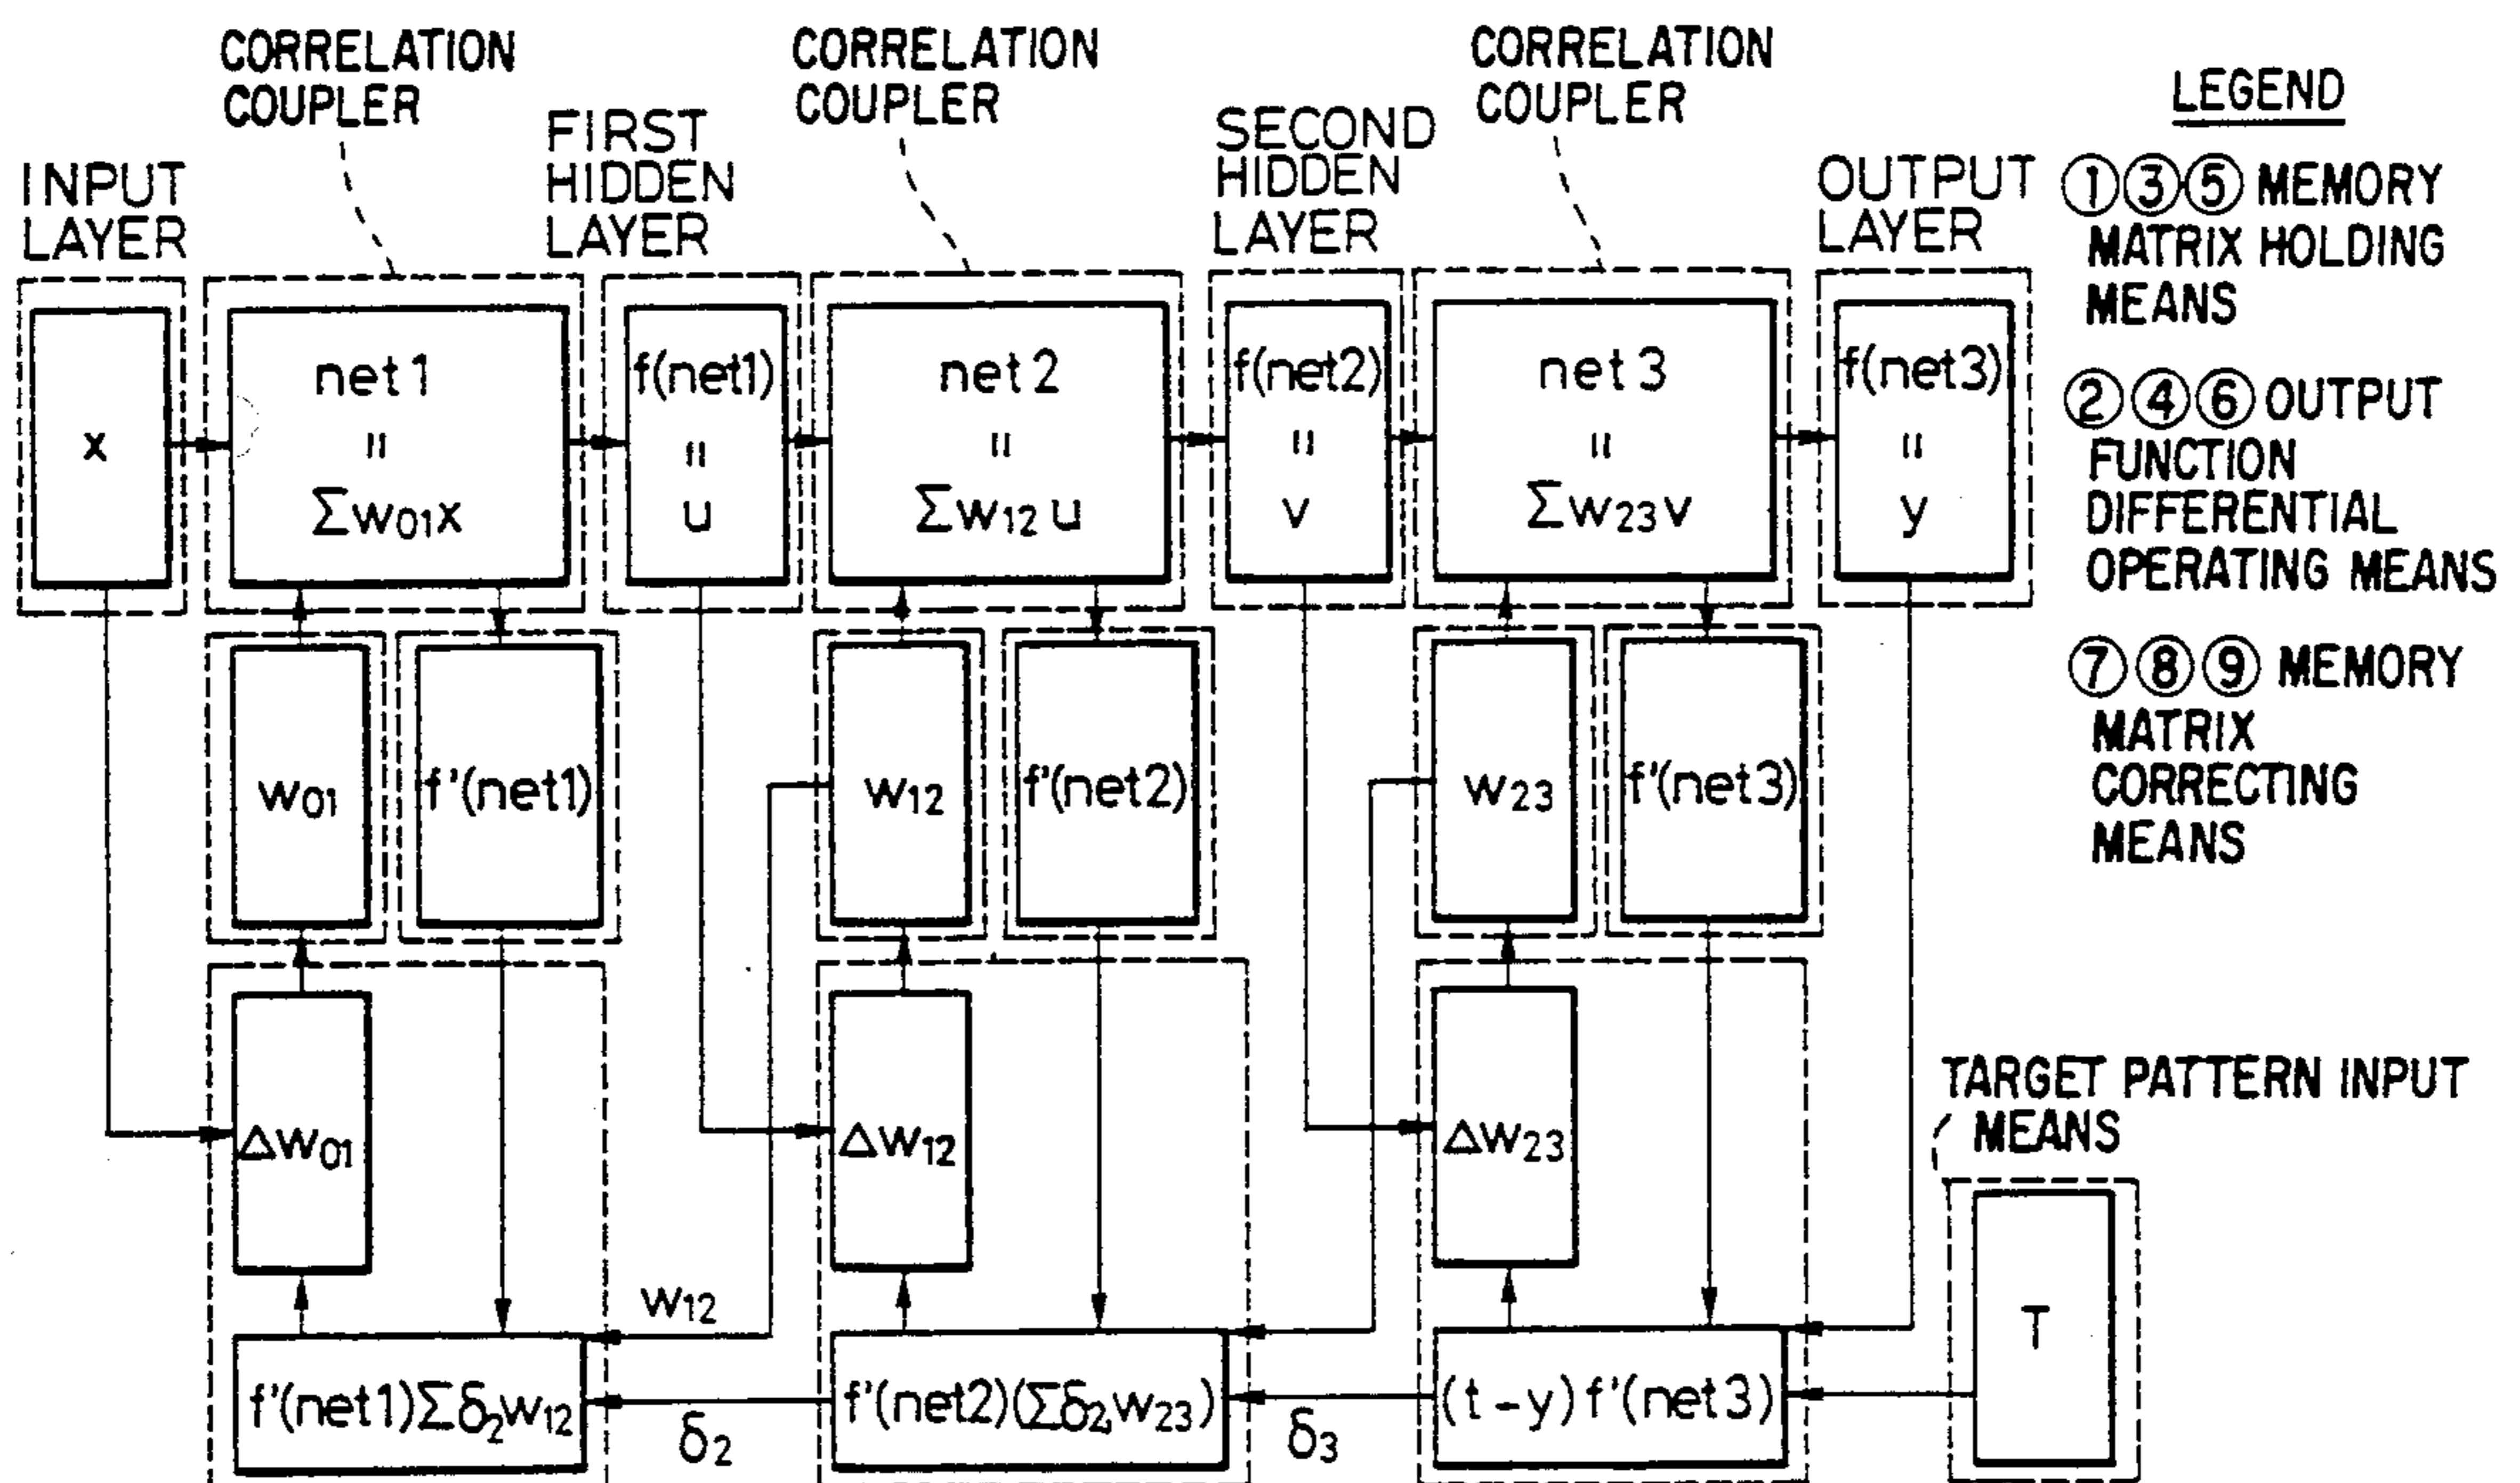 CORRELATION
COUPLER
CORRELATION
COUPLER
CORRELATION
COUPLER
LEGEND
INPUT
LAYER
FIRST
HIDDEN
LAYER
SECOND
HIDDEN
LAYER
OUTPUT
LAYER
①③⑤ MEMORY
MATRIX HOLDING
MEANS
②④⑥ OUTPUT
FUNCTION
DIFFERENTIAL
OPERATING MEANS
⑦⑧⑨ MEMORY
MATRIX
CORRECTING
MEANS
x
net 1
=
Σw01x
f(net1)
=
u
net 2
=
Σw12u
f(net2)
=
v
net 3
=
Σw23v
f(net3)
=
y
w01
f'(net1)
w12
f'(net2)
w23
f'(net3)
Δw01
Δw12
Δw23
TARGET PATTERN INPUT
MEANS
T
w12
f'(net1)Σδ2w12
δ2
f'(net2)(Σδ2w23)
δ3
(t-y)f'(net3)